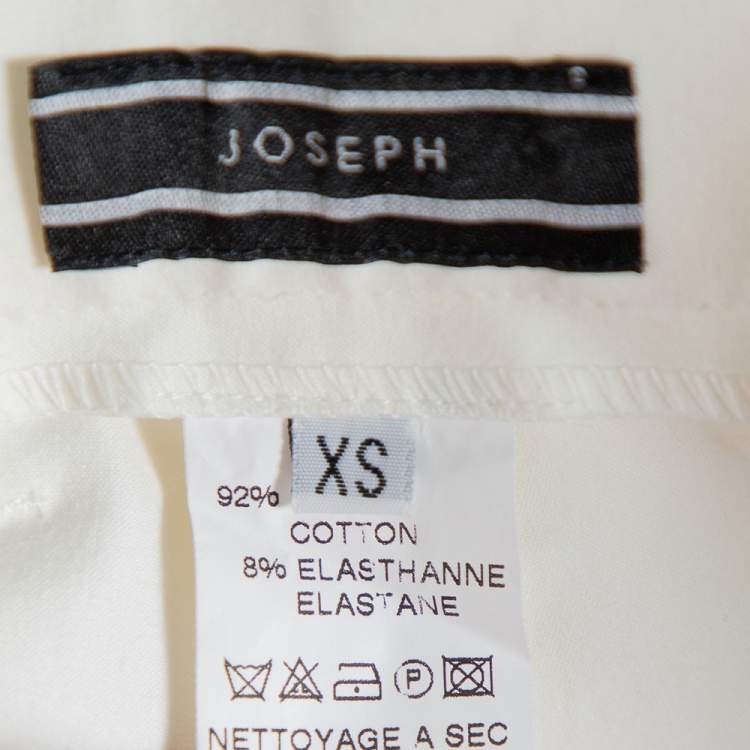 JOSEPH
XS
92%
COTTON
8% ELASTHANNE
ELASTANE
P
NETTOYAGE A SEC